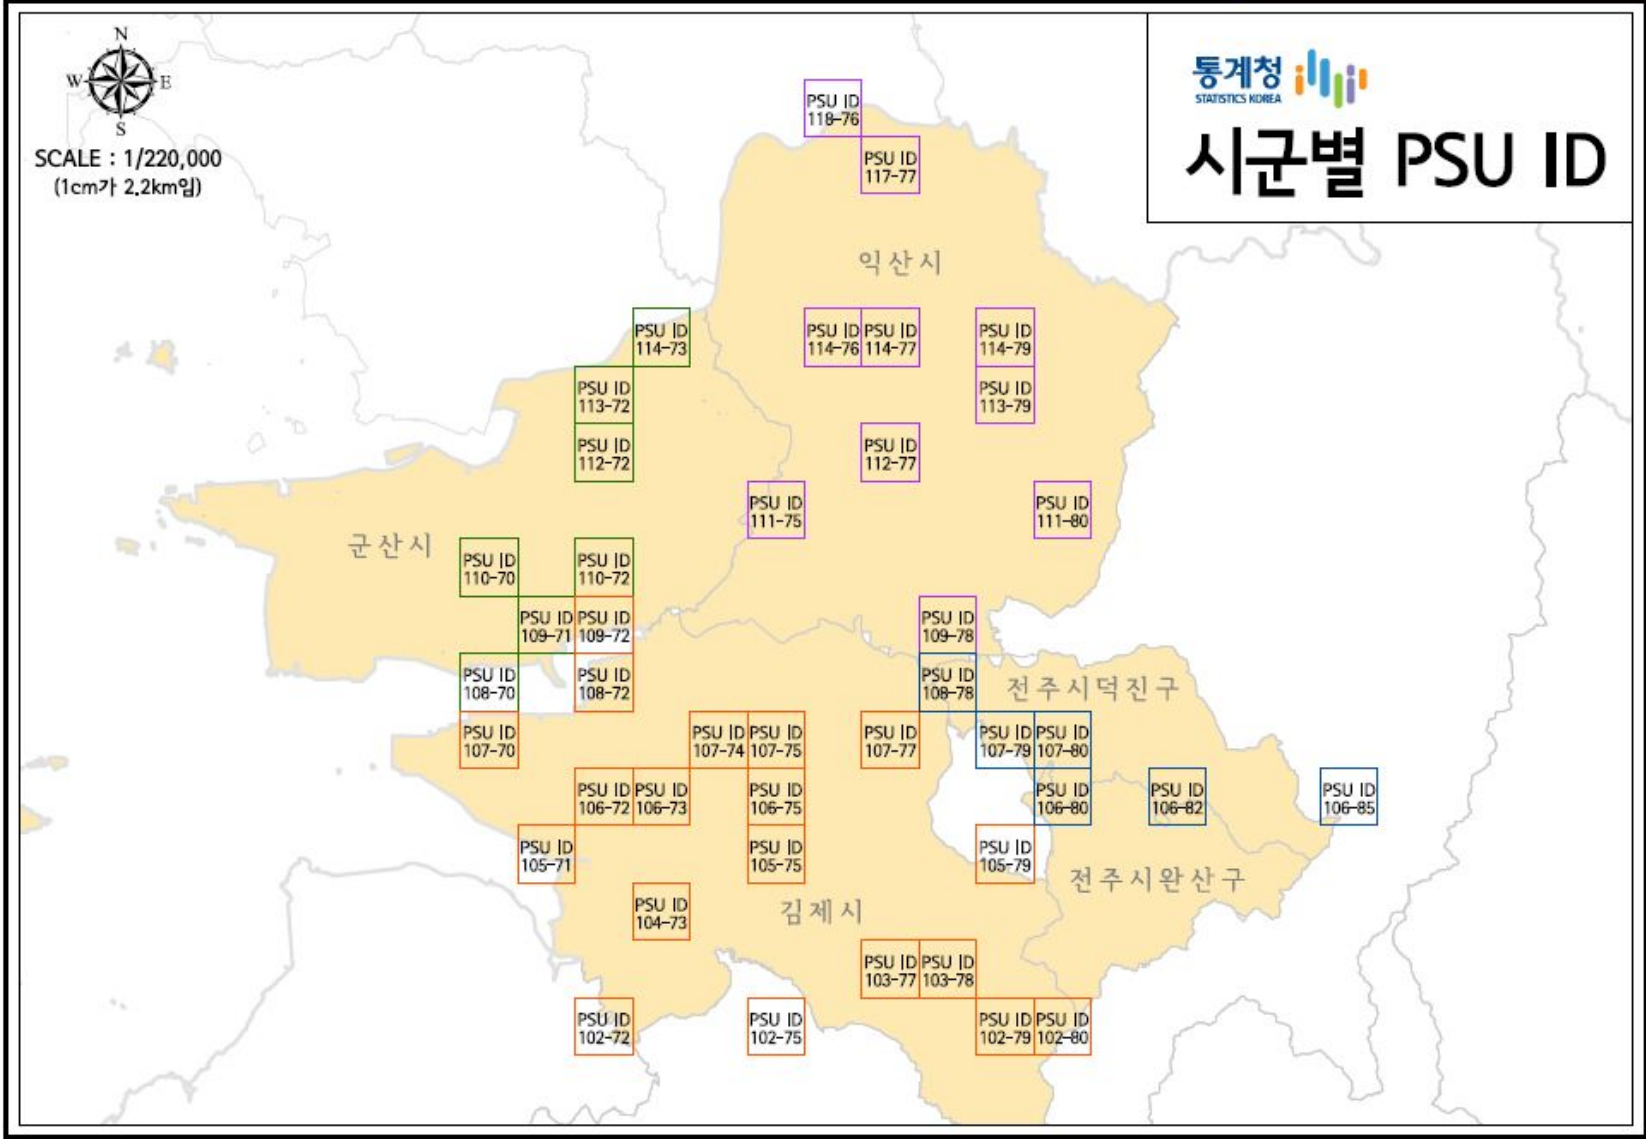 N
W
E
S
SCALE : 1/220,000
(1cm가 2.2km임)
통계청
STATISTICS KOREA
시군별 PSU ID
PSU ID
118-76
PSU ID
117-77
익산시
PSU ID
114-73
PSU ID
114-76
PSU ID
114-77
PSU ID
114-79
PSU ID
113-72
PSU ID
113-79
PSU ID
112-72
PSU ID
112-77
PSU ID
111-75
PSU ID
111-80
군산시
PSU ID
110-70
PSU ID
110-72
PSU ID
109-71
PSU ID
109-72
PSU ID
109-78
PSU ID
108-70
PSU ID
108-72
PSU ID
108-78
전주시덕진구
PSU ID
107-70
PSU ID
107-74
PSU ID
107-75
PSU ID
107-77
PSU ID
107-79
PSU ID
107-80
PSU ID
106-72
PSU ID
106-73
PSU ID
106-75
PSU ID
106-80
PSU ID
106-82
PSU ID
106-85
PSU ID
105-71
PSU ID
105-75
PSU ID
105-79
전주시완산구
PSU ID
104-73
김제시
PSU ID
103-77
PSU ID
103-78
PSU ID
102-72
PSU ID
102-75
PSU ID
102-79
PSU ID
102-80